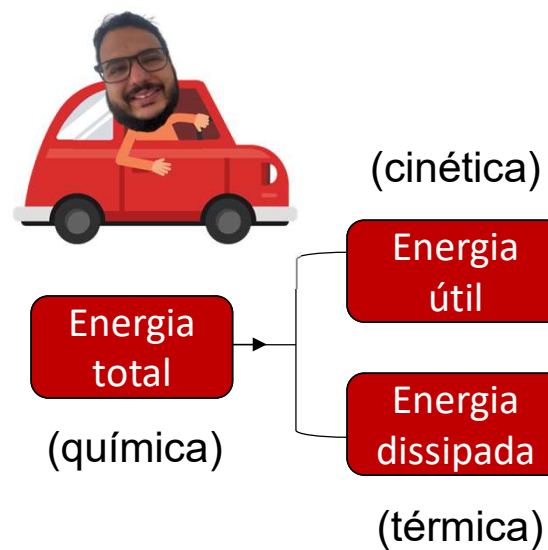 (cinética)
Energia
útil
Energia
total
(química)
Energia
dissipada
(térmica)